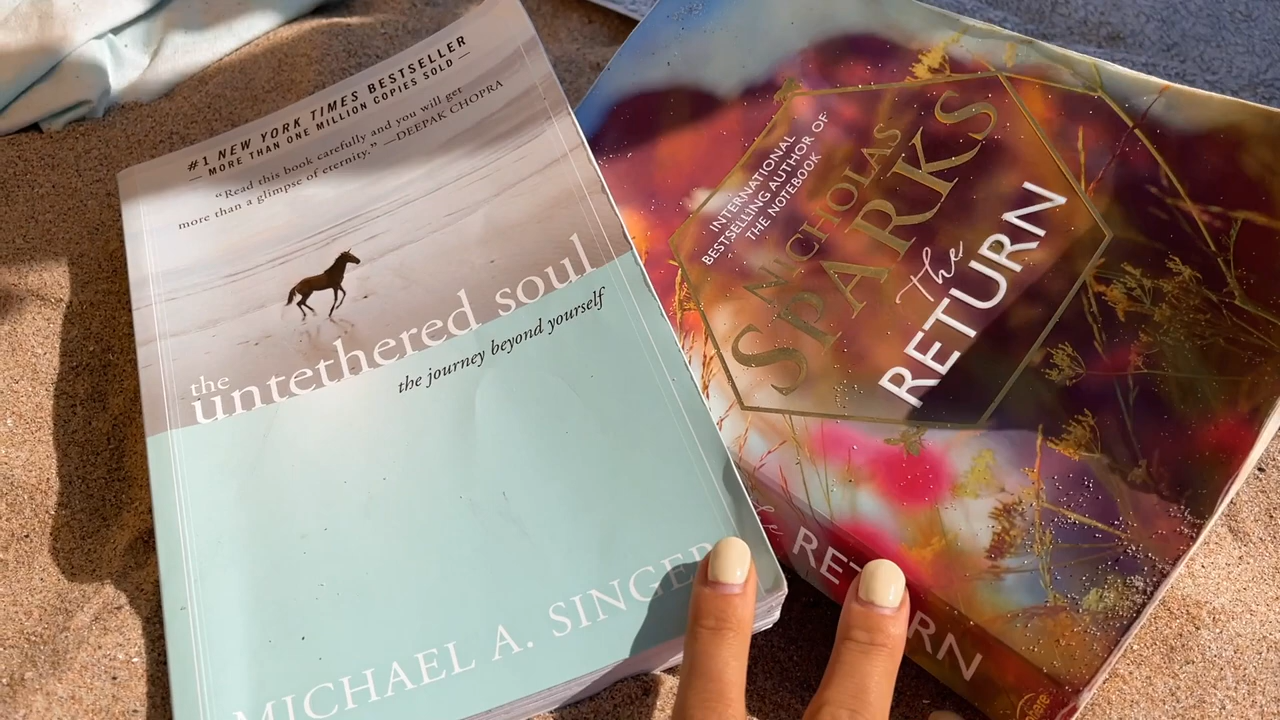 #1 NEW YORK TIMES BESTSELLER
— MORE THAN ONE MILLION COPIES SOLD —
“Read this book carefully and you will get
more than a glimpse of eternity.” —DEEPAK CHOPRA
the
untethered soul
the journey beyond yourself
MICHAEL A. SINGER
INTERNATIONAL
BESTSELLING AUTHOR OF
THE NOTEBOOK
NICHOLAS
SPARKS
the
RETURN
RETURN